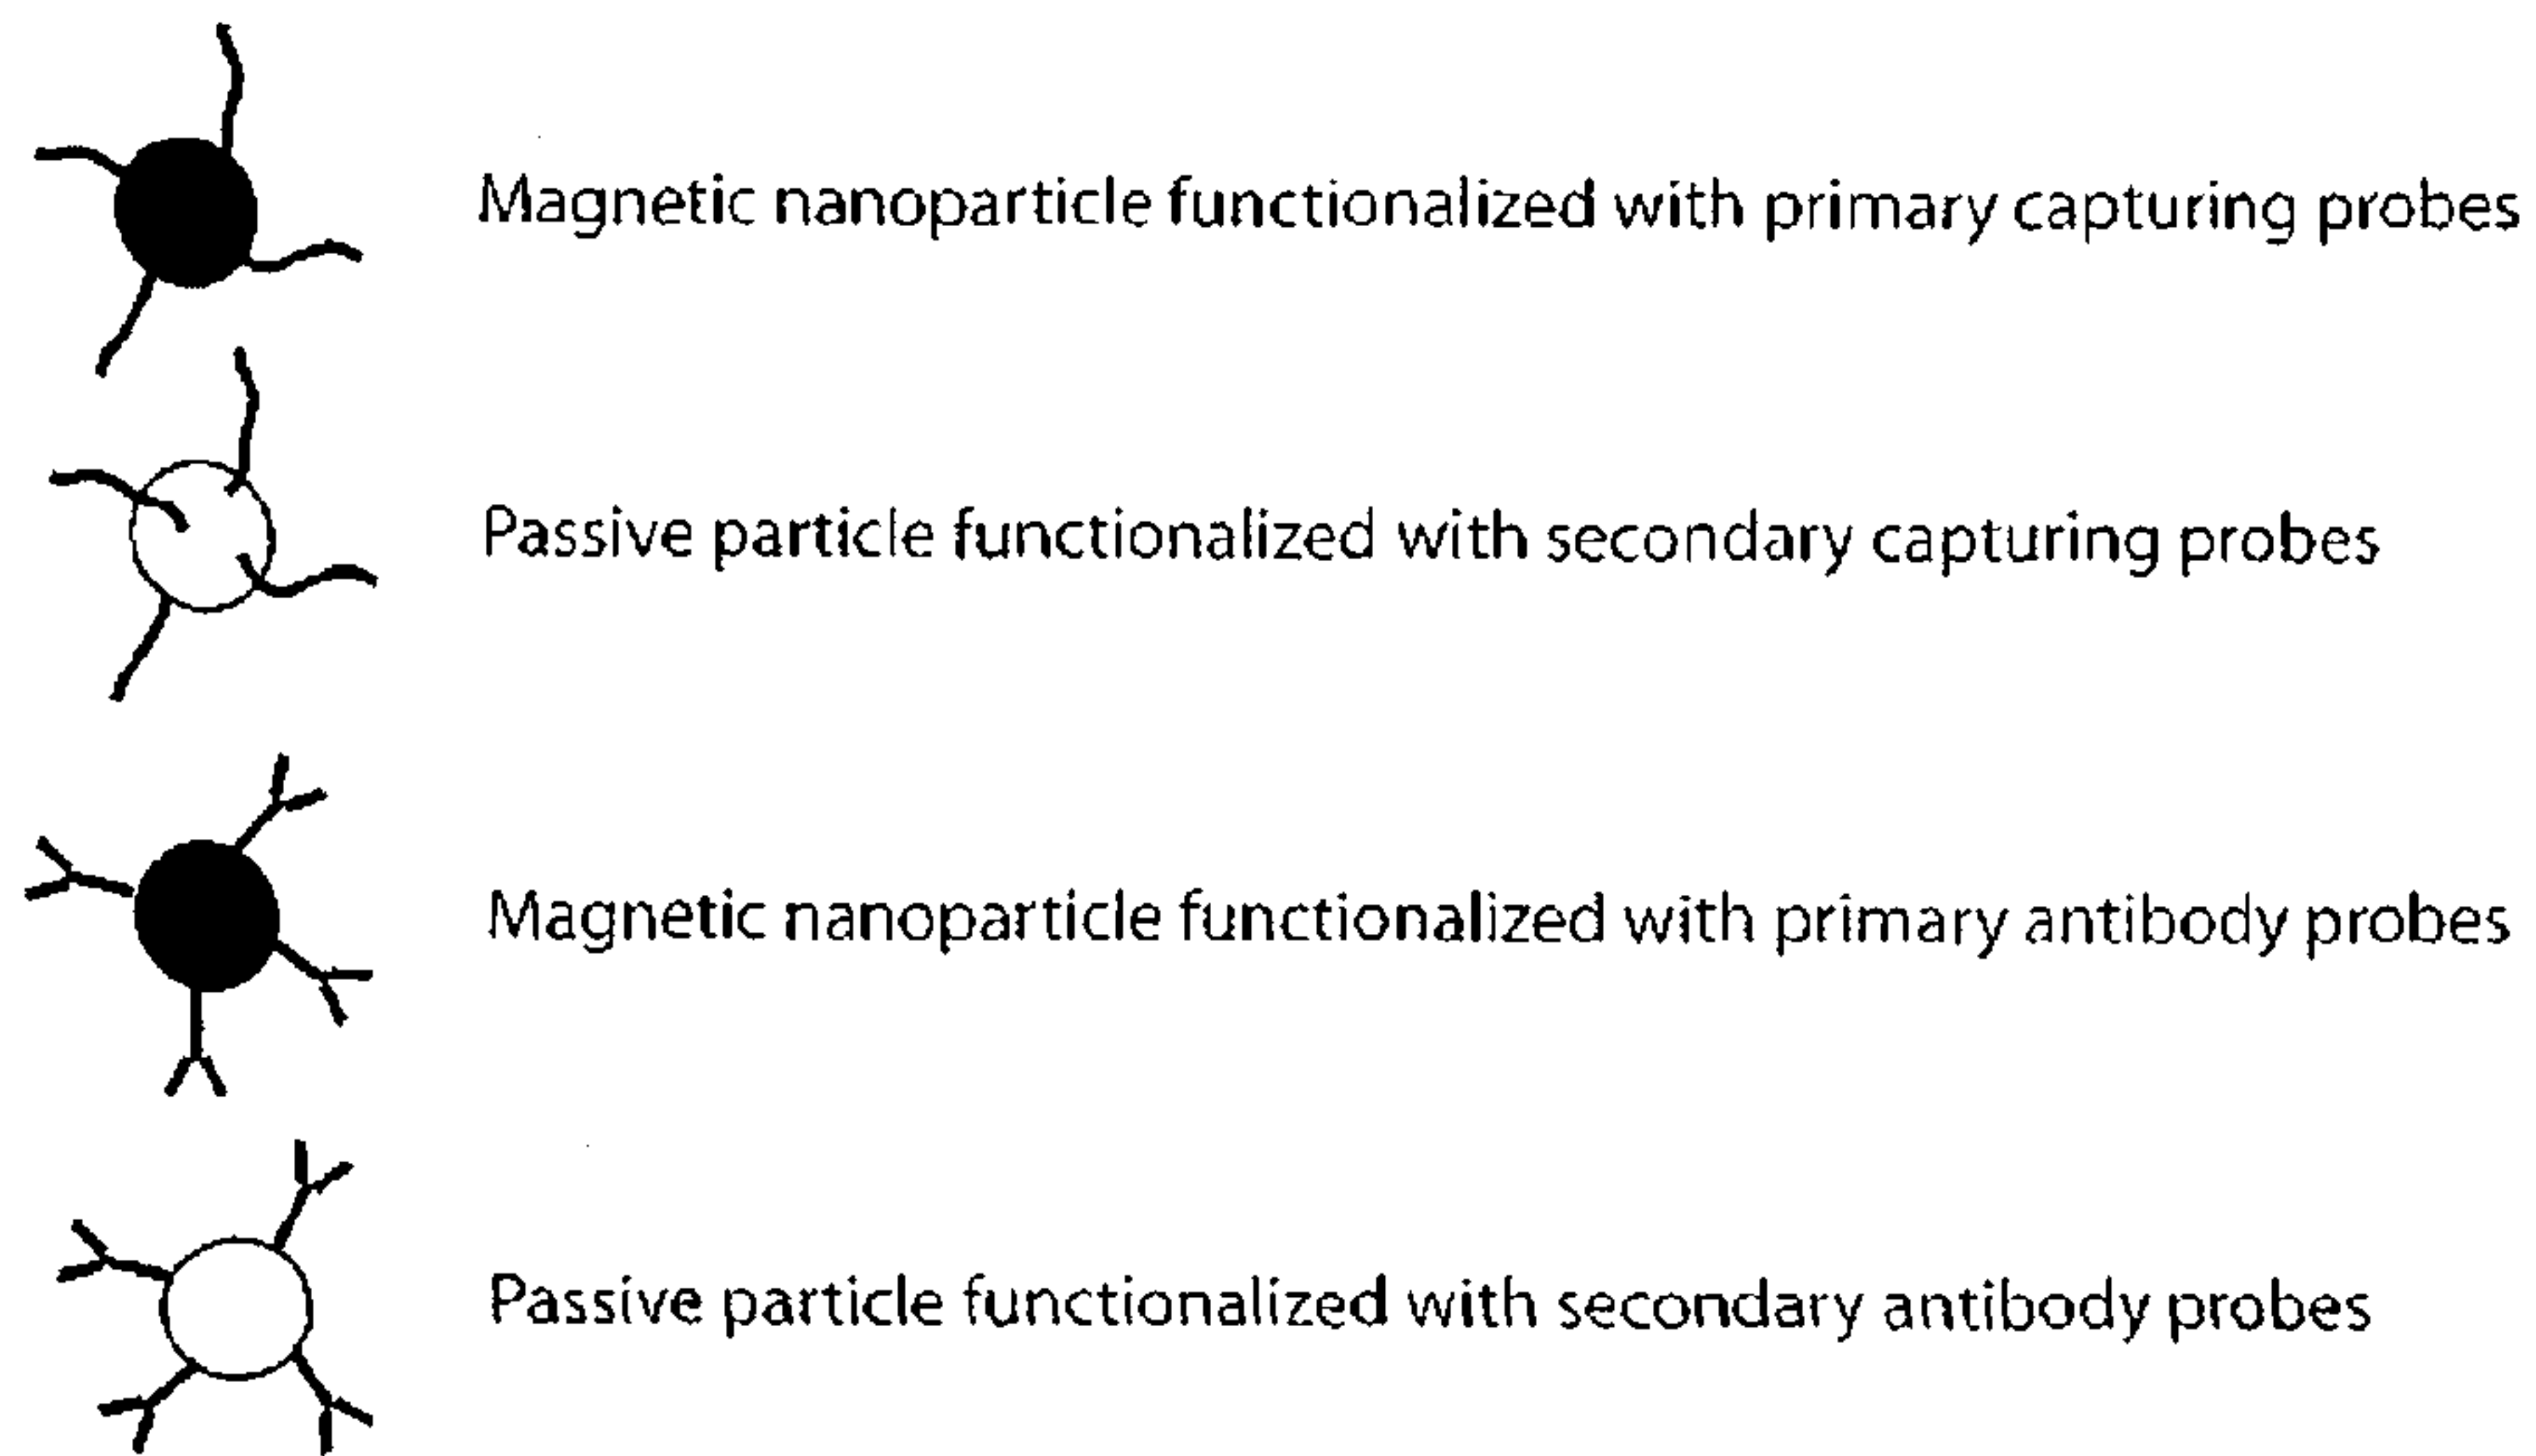 Magnetic nanoparticle functionalized with primary capturing probes
Passive particle functionalized with secondary capturing probes
Magnetic nanoparticle functionalized with primary antibody probes
Passive particle functionalized with secondary antibody probes